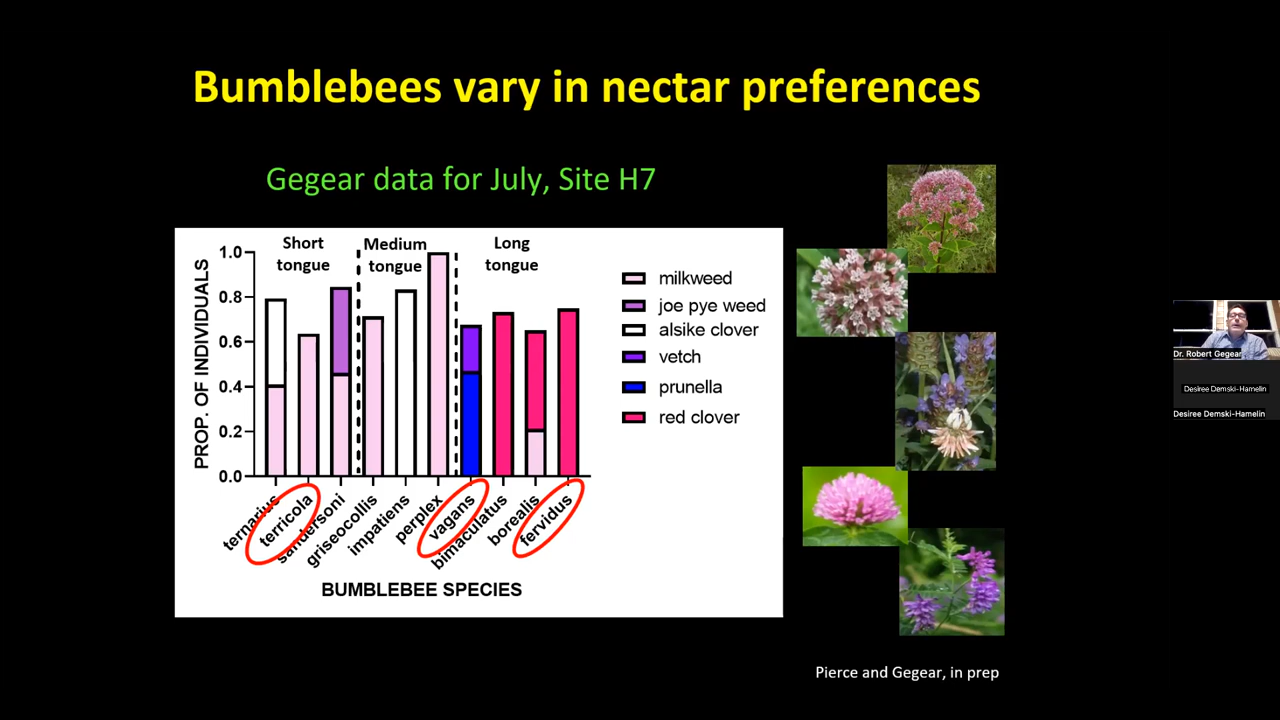 Bumblebees vary in nectar preferences
Gegear data for July, Site H7
Short
tongue
Medium
tongue
Long
tongue
PROP. OF INDIVIDUALS
1.0
0.8
0.6
0.4
0.2
0.0
ternarius
terricola
sandersoni
griseocollis
impatiens
perplex
vagans
bimaculatus
borealis
fervidus
BUMBLEBEE SPECIES
milkweed
joe pye weed
alsike clover
vetch
prunella
red clover
Pierce and Gegear, in prep
Dr. Robert Gegear
Desiree Demski-Hamelin
Desiree Demski-Hamelin